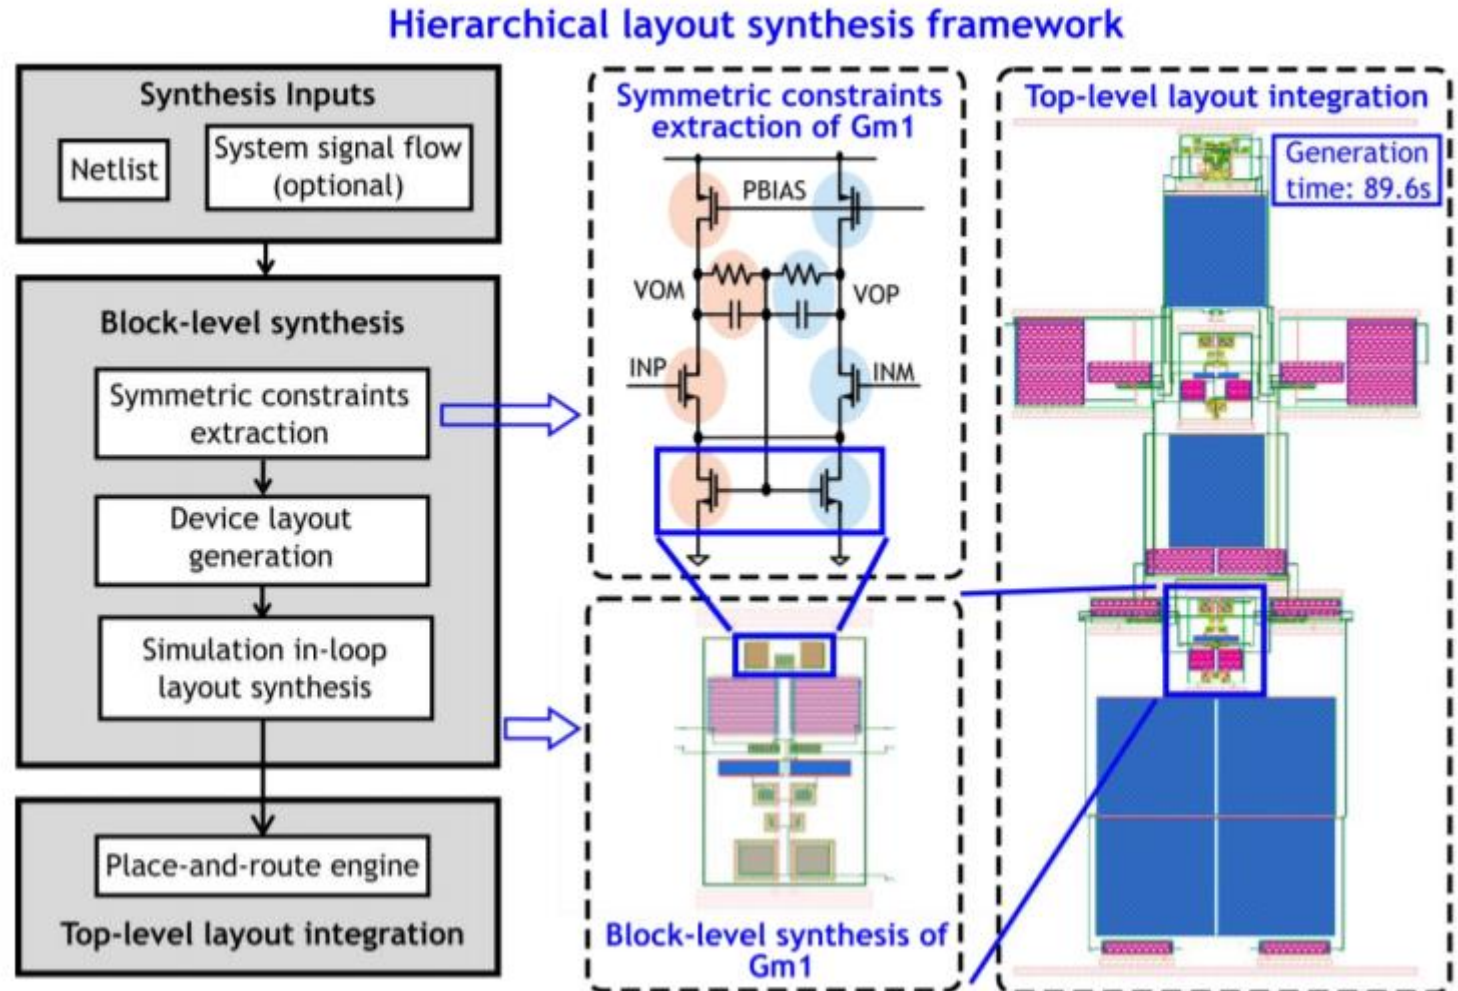 Hierarchical layout synthesis framework
Synthesis Inputs
Netlist
System signal flow
(optional)
Block-level synthesis
Symmetric constraints
extraction
Device layout
generation
Simulation in-loop
layout synthesis
Place-and-route engine
Top-level layout integration
Symmetric constraints
extraction of Gm1
PBIAS
VOM
VOP
INP
INM
Block-level synthesis of
Gm1
Top-level layout integration
Generation
time: 89.6s